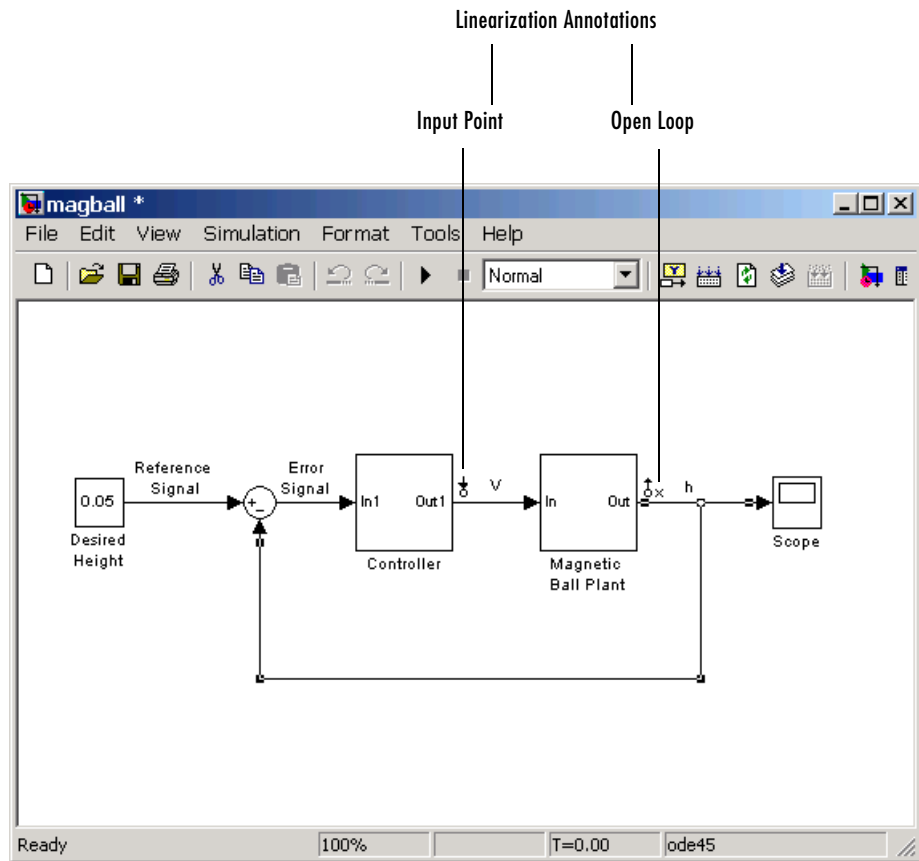 Linearization Annotations
Input Point
Open Loop
magball *
File Edit View Simulation Format Tools Help
Normal
Reference
Signal
Error
Signal
0.05
+
−
In1
Out1
V
In
Out
x
h
Desired
Height
Controller
Magnetic
Ball Plant
Scope
Ready
100%
T=0.00
ode45